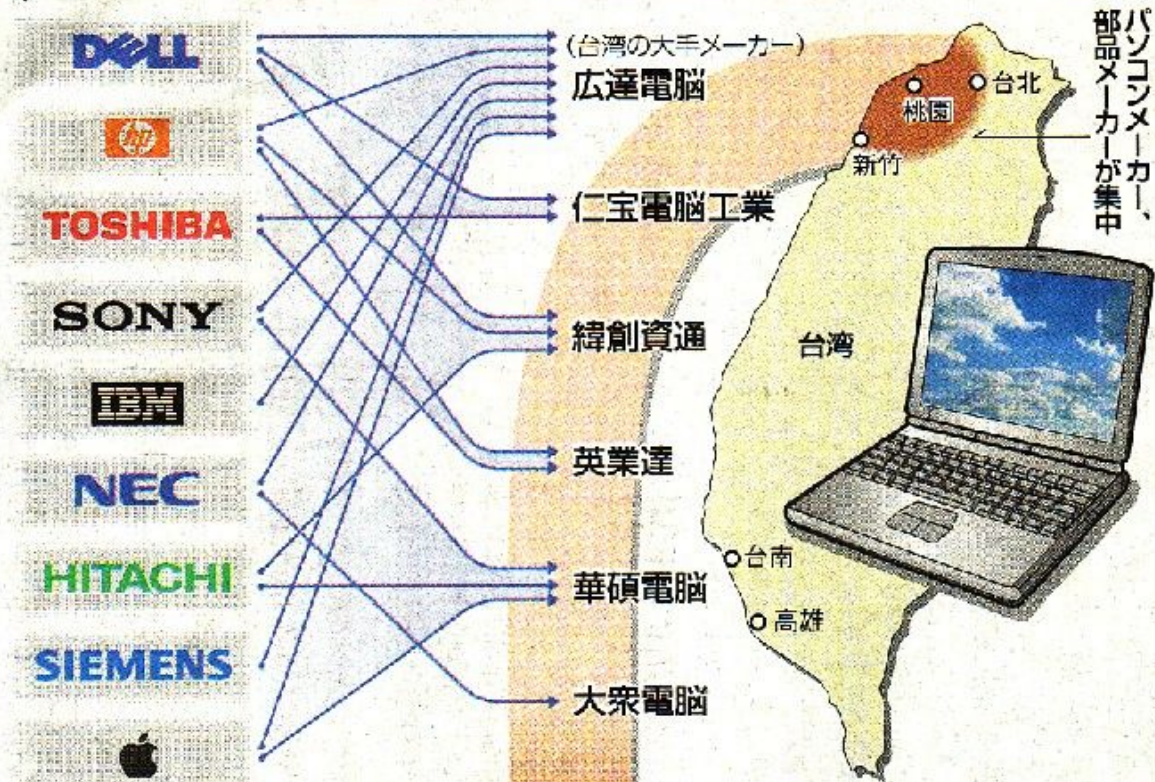 DELL
hp
TOSHIBA
SONY
IBM
NEC
HITACHI
SIEMENS
(台湾の大手メーカー)
広達電脳
仁宝電脳工業
緯創資通
英業達
華碩電脳
大衆電脳
パソコンメーカー、
部品メーカーが集中
台北
桃園
新竹
台湾
台南
高雄